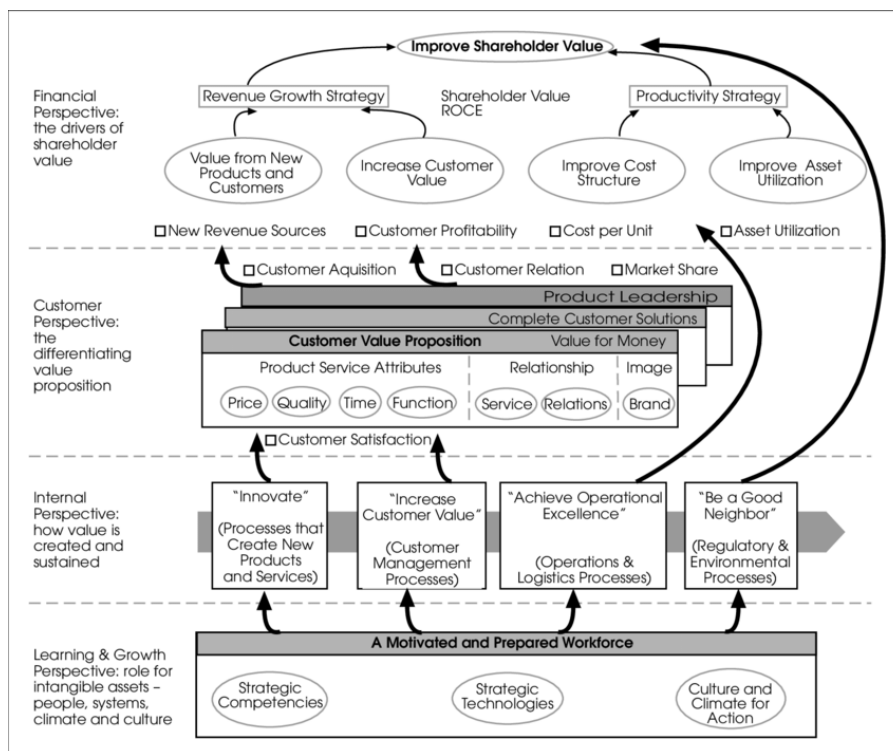 Improve Shareholder Value
Financial
Perspective:
the drivers of
shareholder
value
Revenue Growth Strategy
Shareholder Value
ROCE
Productivity Strategy
Value from New
Products and
Customers
Increase Customer
Value
Improve Cost
Structure
Improve Asset
Utilization
New Revenue Sources
Customer Profitability
Cost per Unit
Asset Utilization
Customer
Perspective:
the
differentiating
value
proposition
Customer Aquisition
Customer Relation
Market Share
Product Leadership
Complete Customer Solutions
Customer Value Proposition
Value for Money
Product Service Attributes
Relationship
Image
Price
Quality
Time
Function
Service
Relations
Brand
Customer Satisfaction
Internal
Perspective:
how value is
created and
sustained
"Innovate"
(Processes that
Create New
Products
and Services)
"Increase
Customer Value"
(Customer
Management
Processes)
"Achieve Operational
Excellence"
(Operations &
Logistics Processes)
"Be a Good
Neighbor"
(Regulatory &
Environmental
Processes)
Learning & Growth
Perspective: role for
intangible assets –
people, systems,
climate and culture
A Motivated and Prepared Workforce
Strategic
Competencies
Strategic
Technologies
Culture and
Climate for
Action